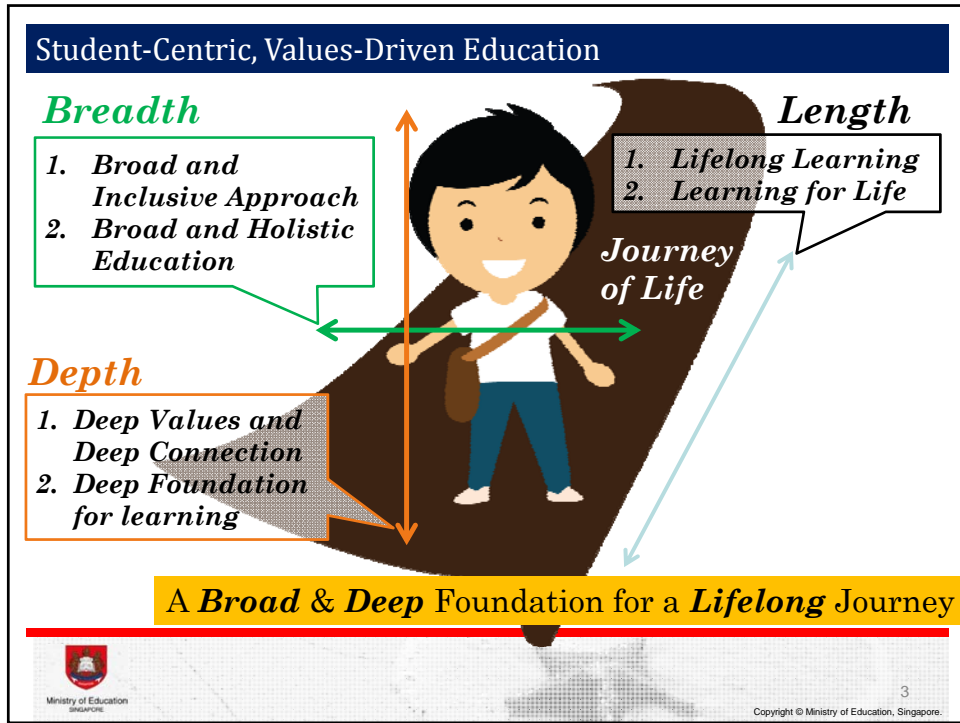 Student-Centric, Values-Driven Education
Breadth
1. Broad and
Inclusive Approach
2. Broad and Holistic
Education
Length
1. Lifelong Learning
2. Learning for Life
Journey
of Life
Depth
1. Deep Values and
Deep Connection
2. Deep Foundation
for learning
A Broad & Deep Foundation for a Lifelong Journey
Ministry of Education
SINGAPORE
3
Copyright © Ministry of Education, Singapore.